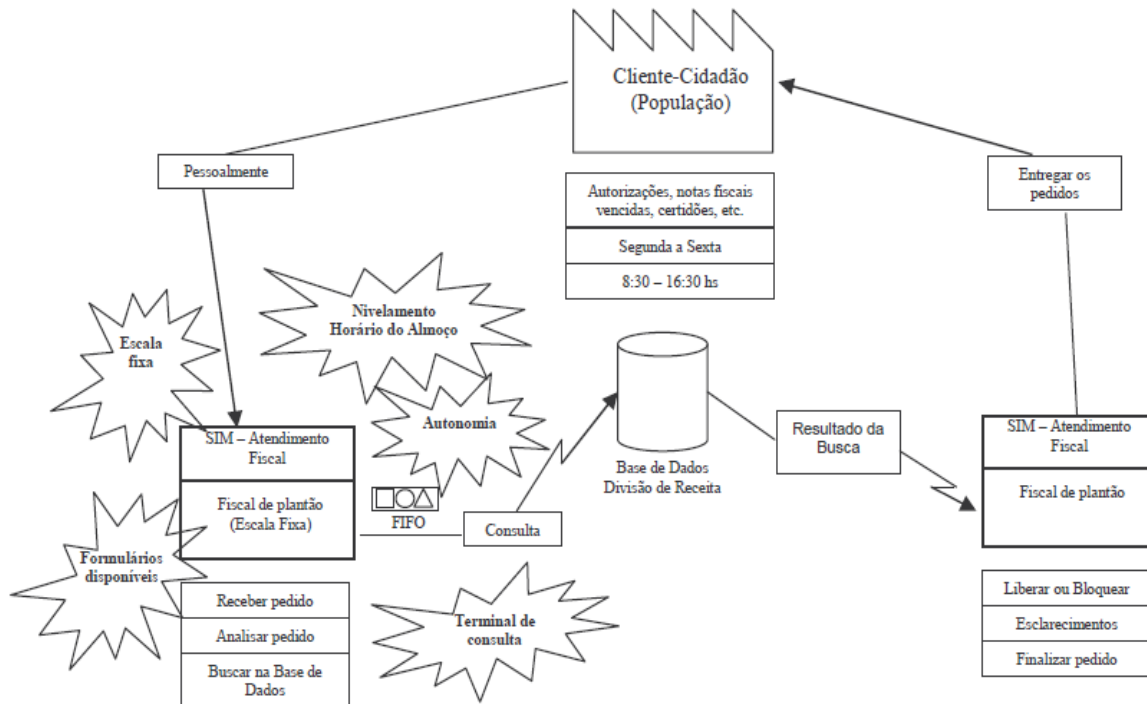 Cliente-Cidadão
(População)
Pessoalmente
Entregar os
pedidos
Autorizações, notas fiscais
vencidas, certidões, etc.
Segunda a Sexta
8:30 – 16:30 hs
Nivelamento
Horário do Almoço
Escala
fixa
Autonomia
SIM – Atendimento
Fiscal
Fiscal de plantão
(Escala Fixa)
FIFO
Consulta
Base de Dados
Divisão de Receita
Resultado da
Busca
SIM – Atendimento
Fiscal
Fiscal de plantão
Formulários
disponíveis
Receber pedido
Analisar pedido
Buscar na Base de
Dados
Terminal de
consulta
Liberar ou Bloquear
Esclarecimentos
Finalizar pedido